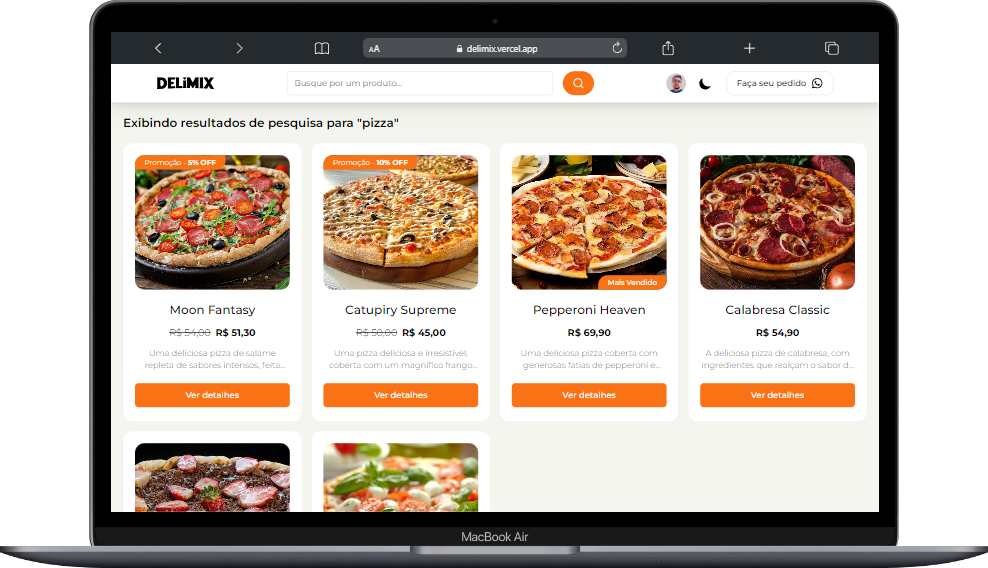 AA delimix.vercel.app
DELiMIX
Busque por um produto...
Faça seu pedido
Exibindo resultados de pesquisa para "pizza"
Promoção - 5% OFF
Promoção - 10% OFF
Mais Vendido
Moon Fantasy
Catupiry Supreme
Pepperoni Heaven
Calabresa Classic
R$ 54,00 R$ 51,30
R$ 50,00 R$ 45,00
R$ 69,90
R$ 54,90
Uma deliciosa pizza de salame
repleta de sabores intensos, feita...
Uma pizza deliciosa e irresistível,
coberta com um magnífico frango...
Uma deliciosa pizza coberta com
generosas fatias de pepperoni e...
A deliciosa pizza de calabresa, com
ingredientes que realçam o sabor d...
Ver detalhes
Ver detalhes
Ver detalhes
Ver detalhes
MacBook Air